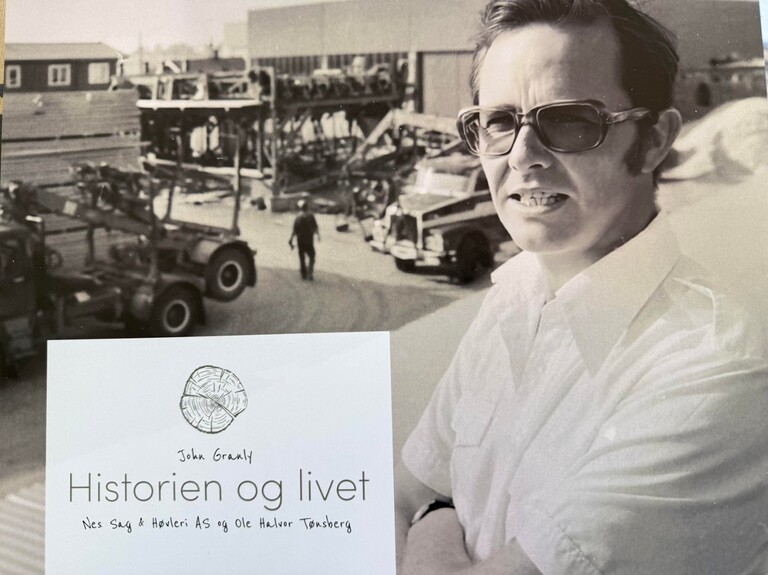 John Granly
Historien og livet
Nes Sag & Høvleri AS og Ole Halvor Tønsberg